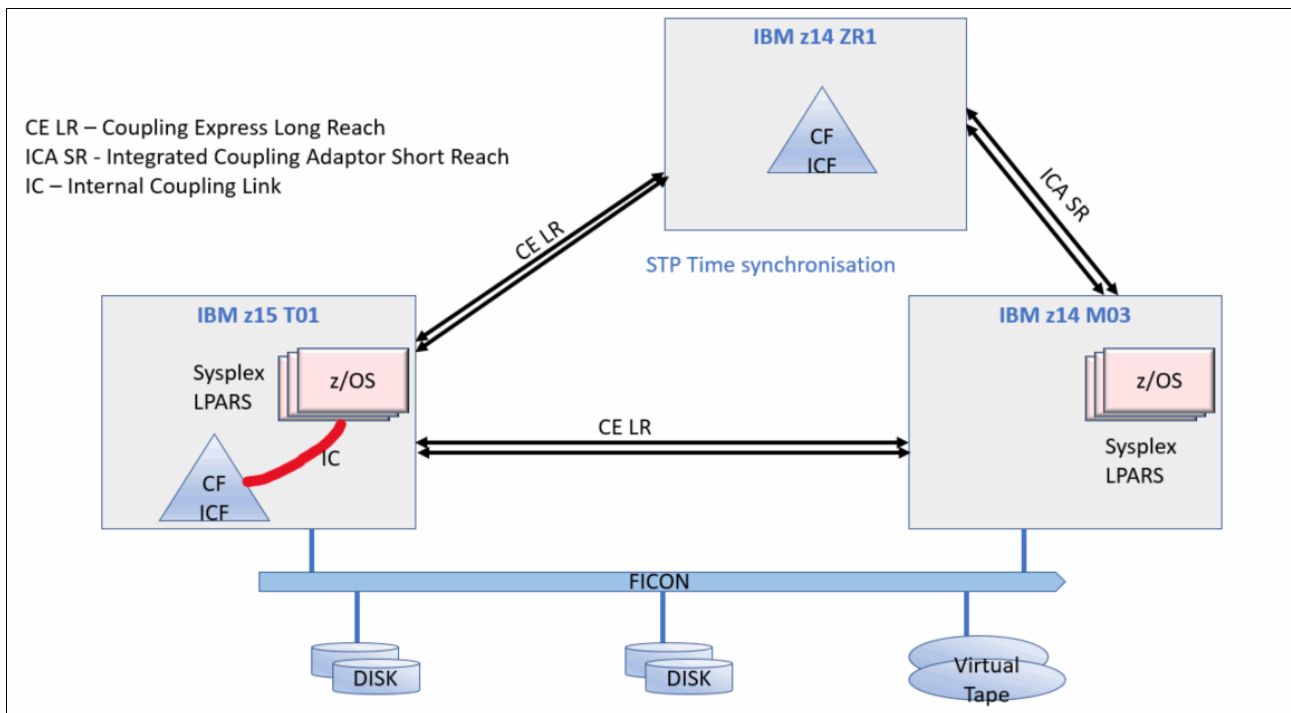 IBM z14 ZR1
CE LR – Coupling Express Long Reach
ICA SR - Integrated Coupling Adaptor Short Reach
IC – Internal Coupling Link
CF
ICF
ICA SR
CE LR
STP Time synchronisation
IBM z15 T01
Sysplex
LPARS
z/OS
IC
CF
ICF
CE LR
IBM z14 M03
z/OS
Sysplex
LPARS
FICON
DISK
DISK
Virtual
Tape